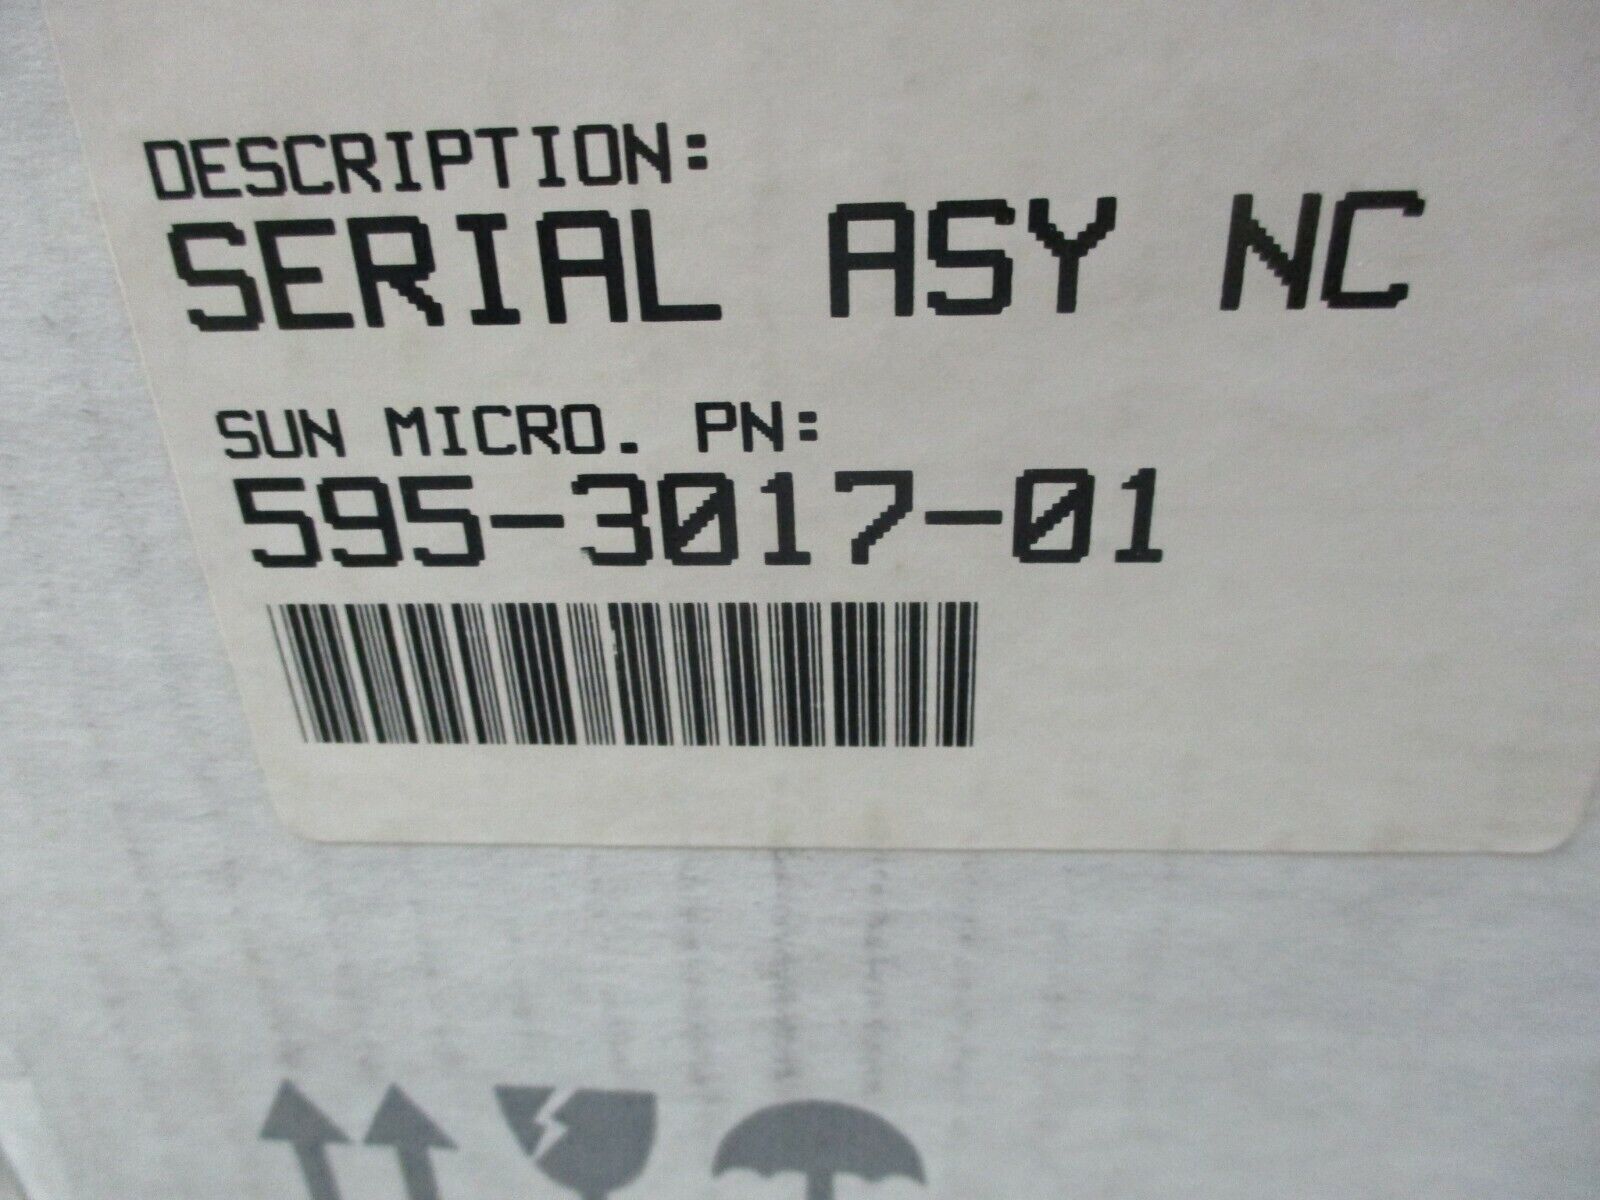 DESCRIPTION:
SERIAL ASY NC
SUN MICRO. PN:
595-3017-01